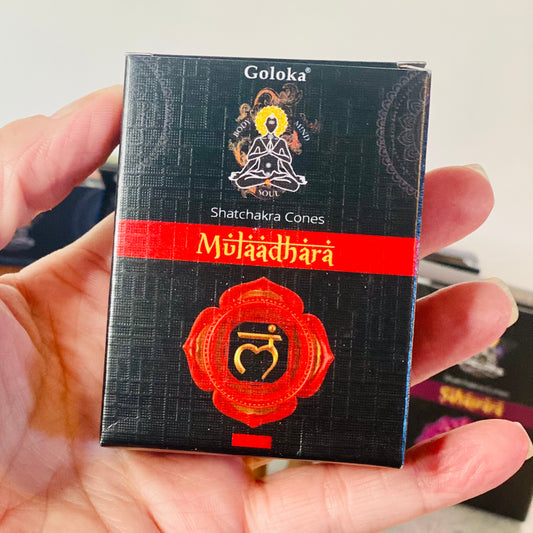 Goloka®
BODY MIND
SOUL
Shatchakra Cones
Mulaadhara
लं